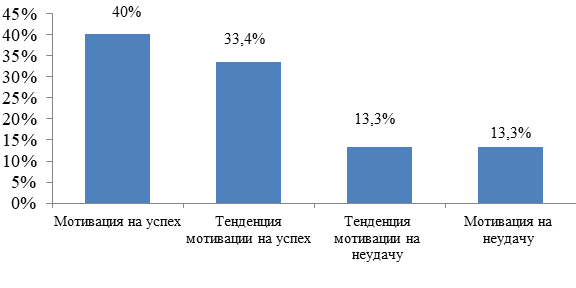 45%
40%
35%
30%
25%
20%
15%
10%
5%
0%
40%
33,4%
13,3%
13,3%
Мотивация на успех
Тенденция
мотивации на успех
Тенденция
мотивации на
неудачу
Мотивация на
неудачу